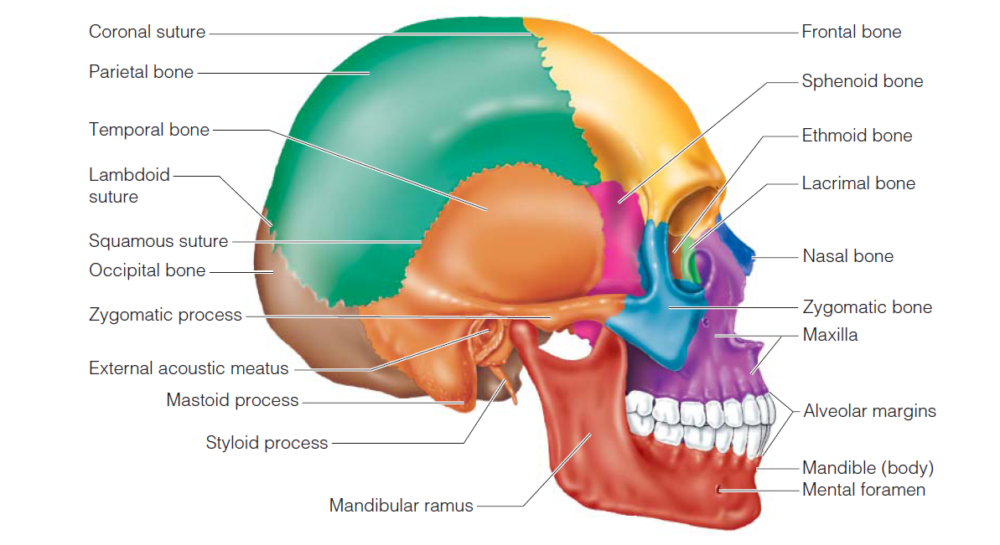 Coronal suture
Parietal bone
Temporal bone
Lambdoid
suture
Squamous suture
Occipital bone
Zygomatic process
External acoustic meatus
Mastoid process
Styloid process
Mandibular ramus
Frontal bone
Sphenoid bone
Ethmoid bone
Lacrimal bone
Nasal bone
Zygomatic bone
Maxilla
Alveolar margins
Mandible (body)
Mental foramen